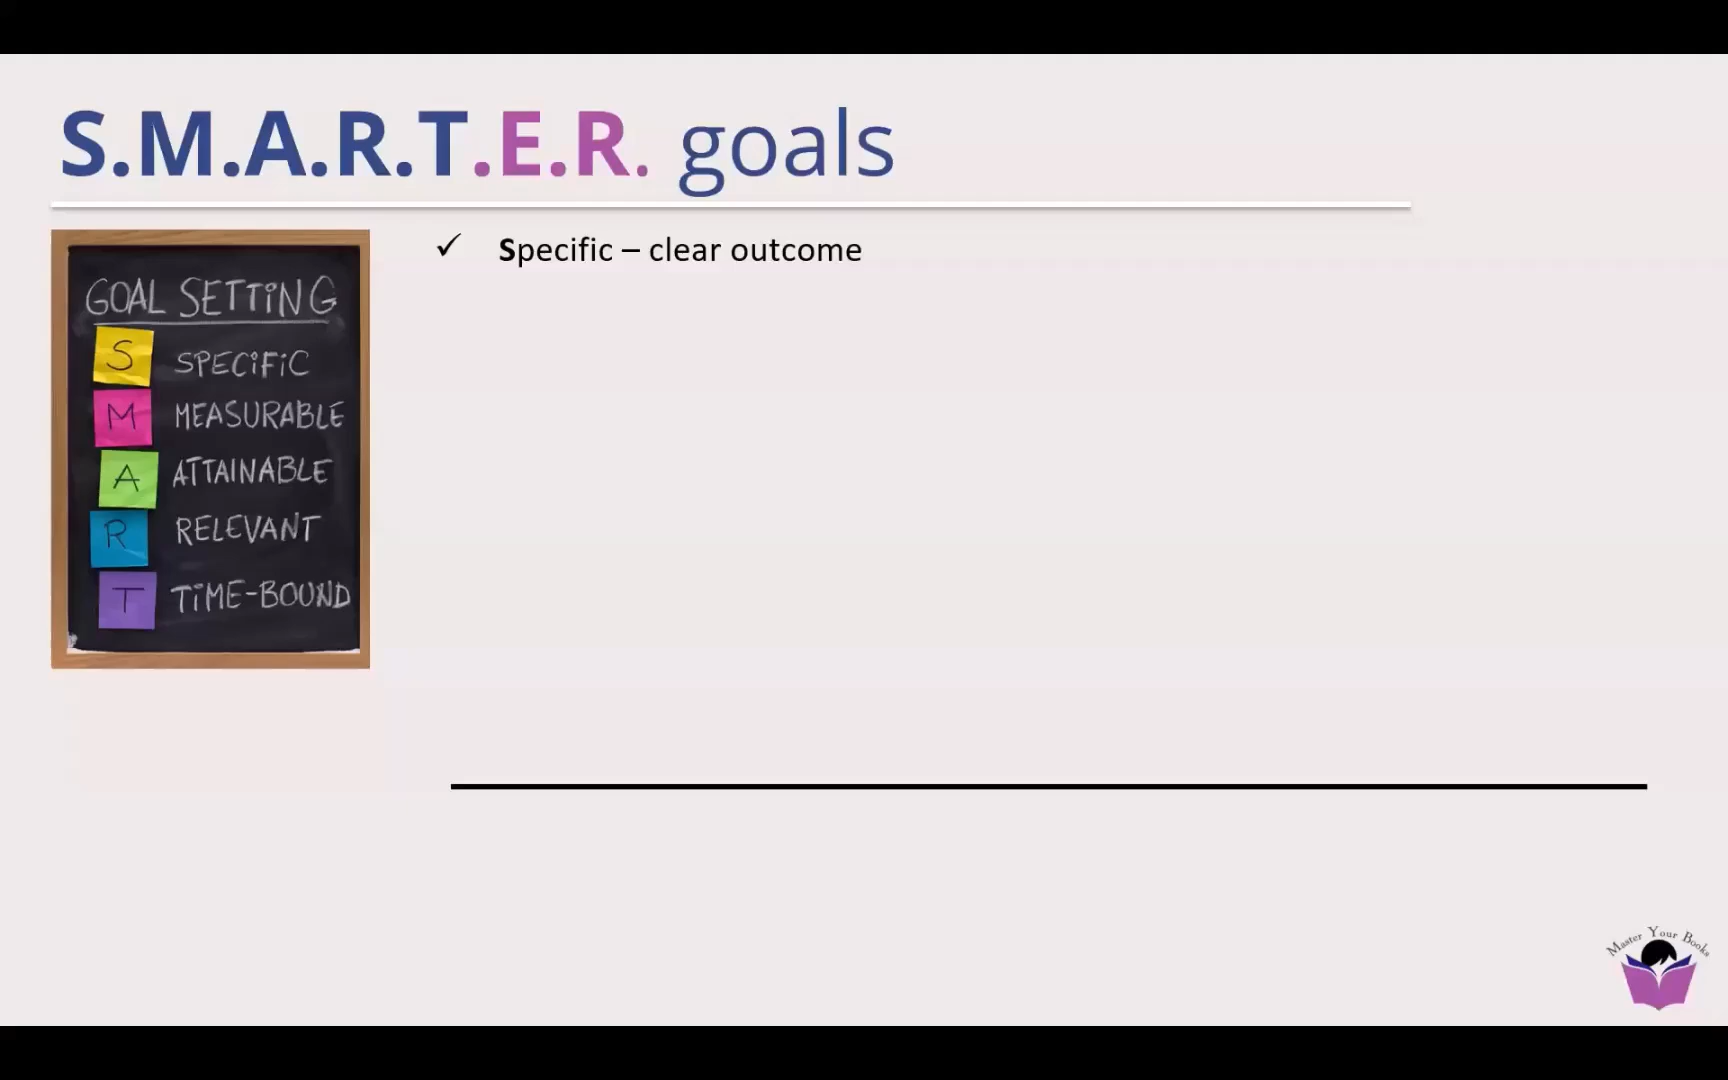 S.M.A.R.T.E.R. goals
✓ Specific – clear outcome
GOAL SETTiNG
S SPECiFiC
M MEASURABLE
A ATTAINABLE
R RELEVANT
T TiME-BOUND
Master Your Books